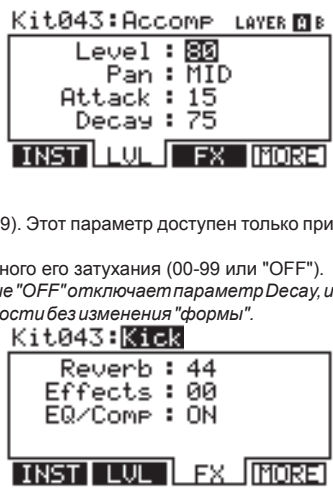 Kit043:Accomp LAYER A B
Level : 80
Pan : MID
Attack : 15
Decay : 75
INST LVL FX MORE
9). Этот параметр доступен только при
ного его затухания (00-99 или "OFF").
ие "OFF" отключает параметр Decay, и
ости без изменения "формы".
Kit043:Kick
Reverb : 44
Effects : 00
EQ/Comp : ON
INST LVL FX MORE